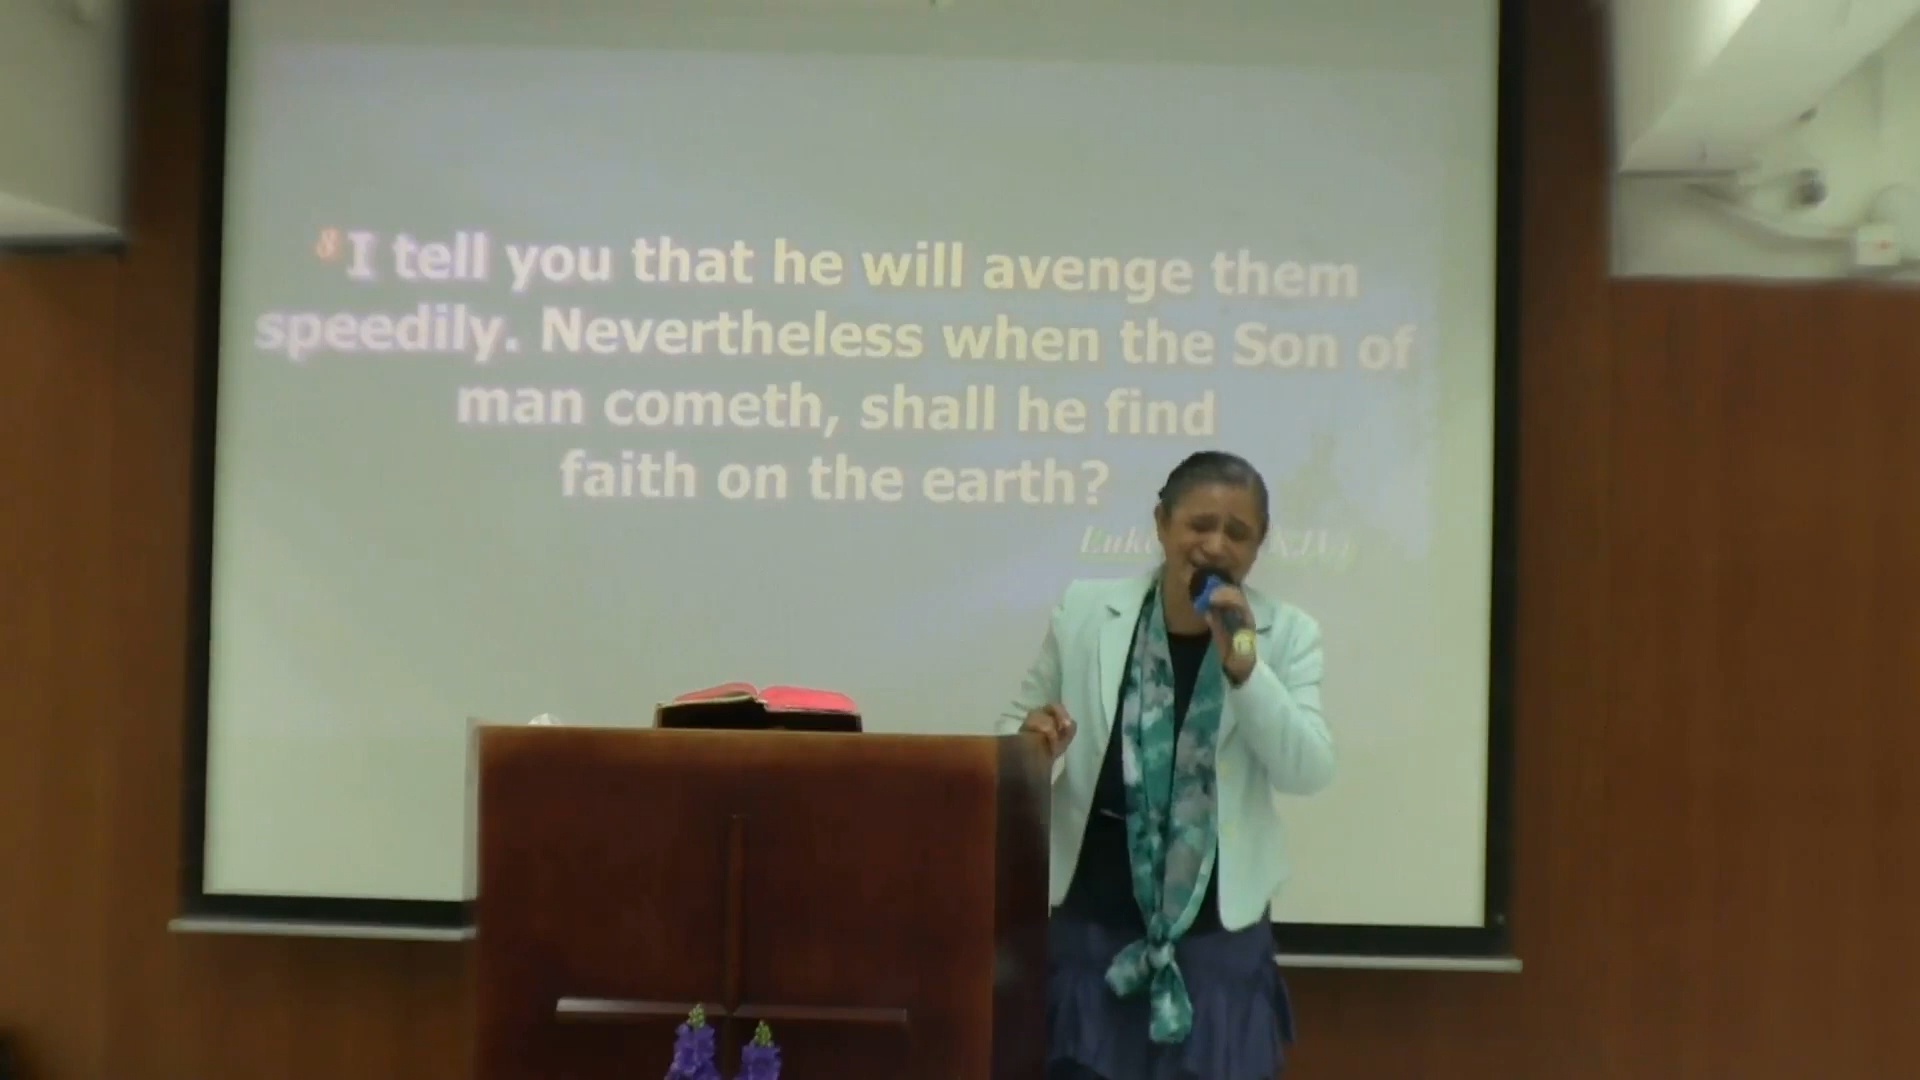 8 I tell you that he will avenge them
speedily. Nevertheless when the Son of
man cometh, shall he find
faith on the earth?
Luke